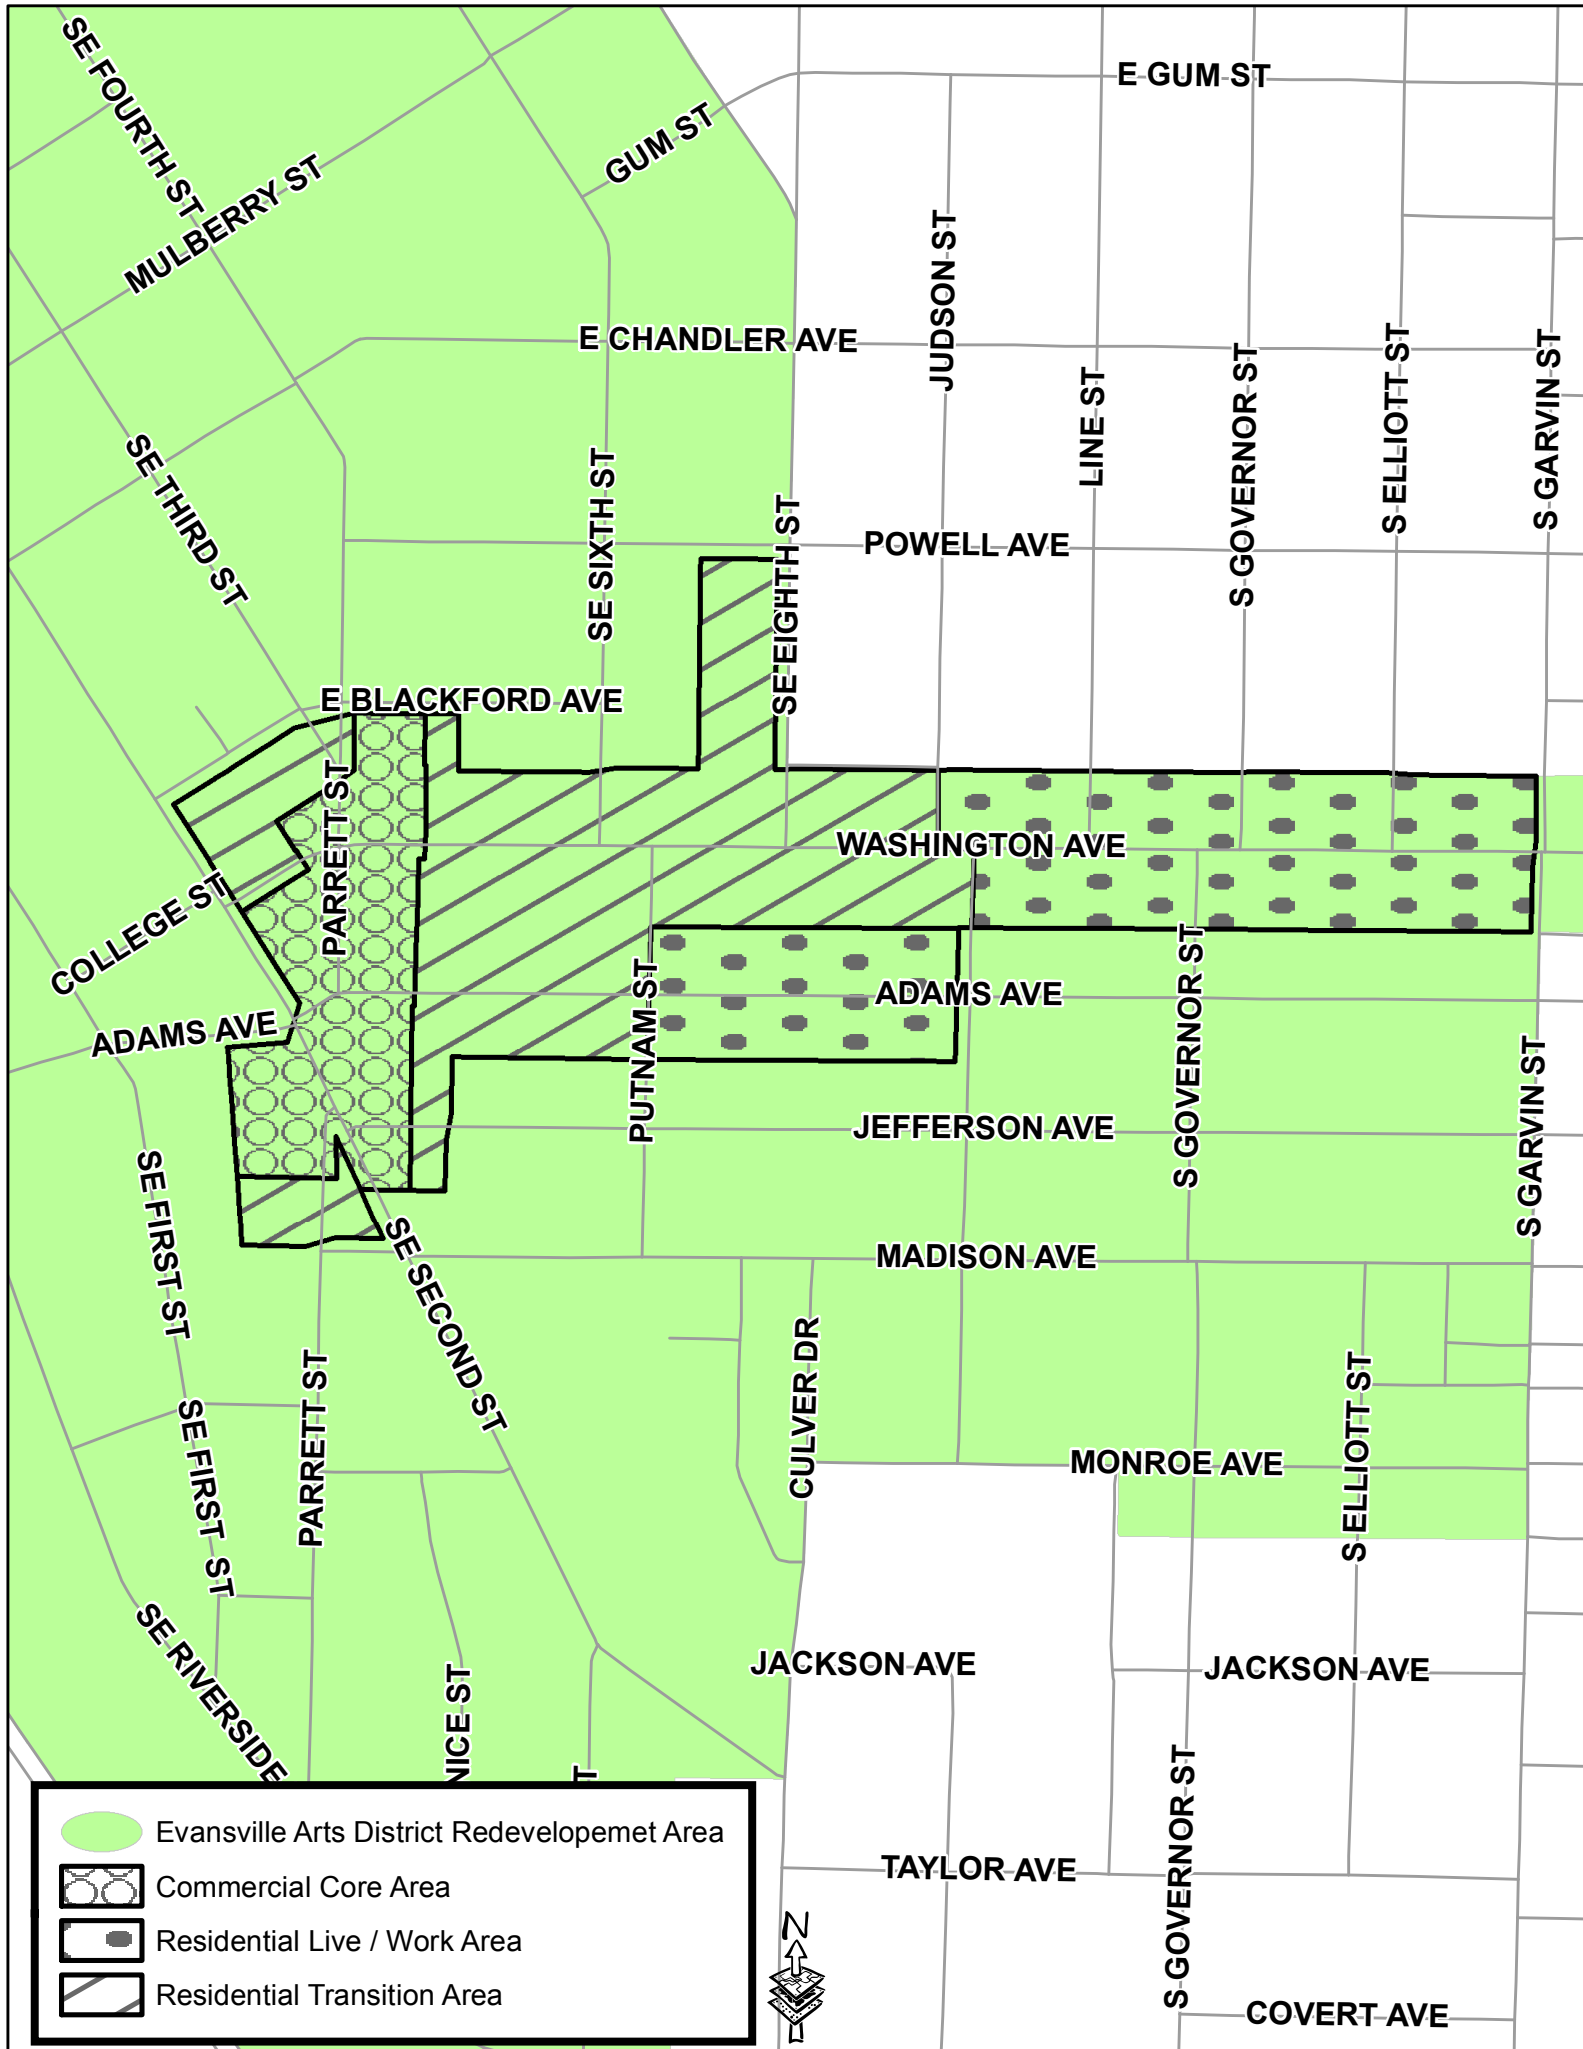 SE FOURTH ST
E GUM ST
GUM ST
MULBERRY ST
JUDSON ST
E CHANDLER AVE
S ELLIOTT ST
S GARVIN ST
S GOVERNOR ST
LINE ST
SE THIRD ST
SE SIXTH ST
SE EIGHTH ST
POWELL AVE
E BLACKFORD AVE
PARRETT ST
WASHINGTON AVE
COLLEGE ST
ADAMS AVE
ADAMS AVE
PUTNAM ST
S GOVERNOR ST
S GARVIN ST
JEFFERSON AVE
SE FIRST ST
SE SECOND ST
MADISON AVE
CULVER DR
PARRETT ST
S ELLIOTT ST
SE FIRST ST
MONROE AVE
SE RIVERSIDE
NICE ST
T
JACKSON AVE
JACKSON AVE
S GOVERNOR ST
TAYLOR AVE
COVERT AVE
N
Evansville Arts District Redevelopemet Area
Commercial Core Area
Residential Live / Work Area
Residential Transition Area